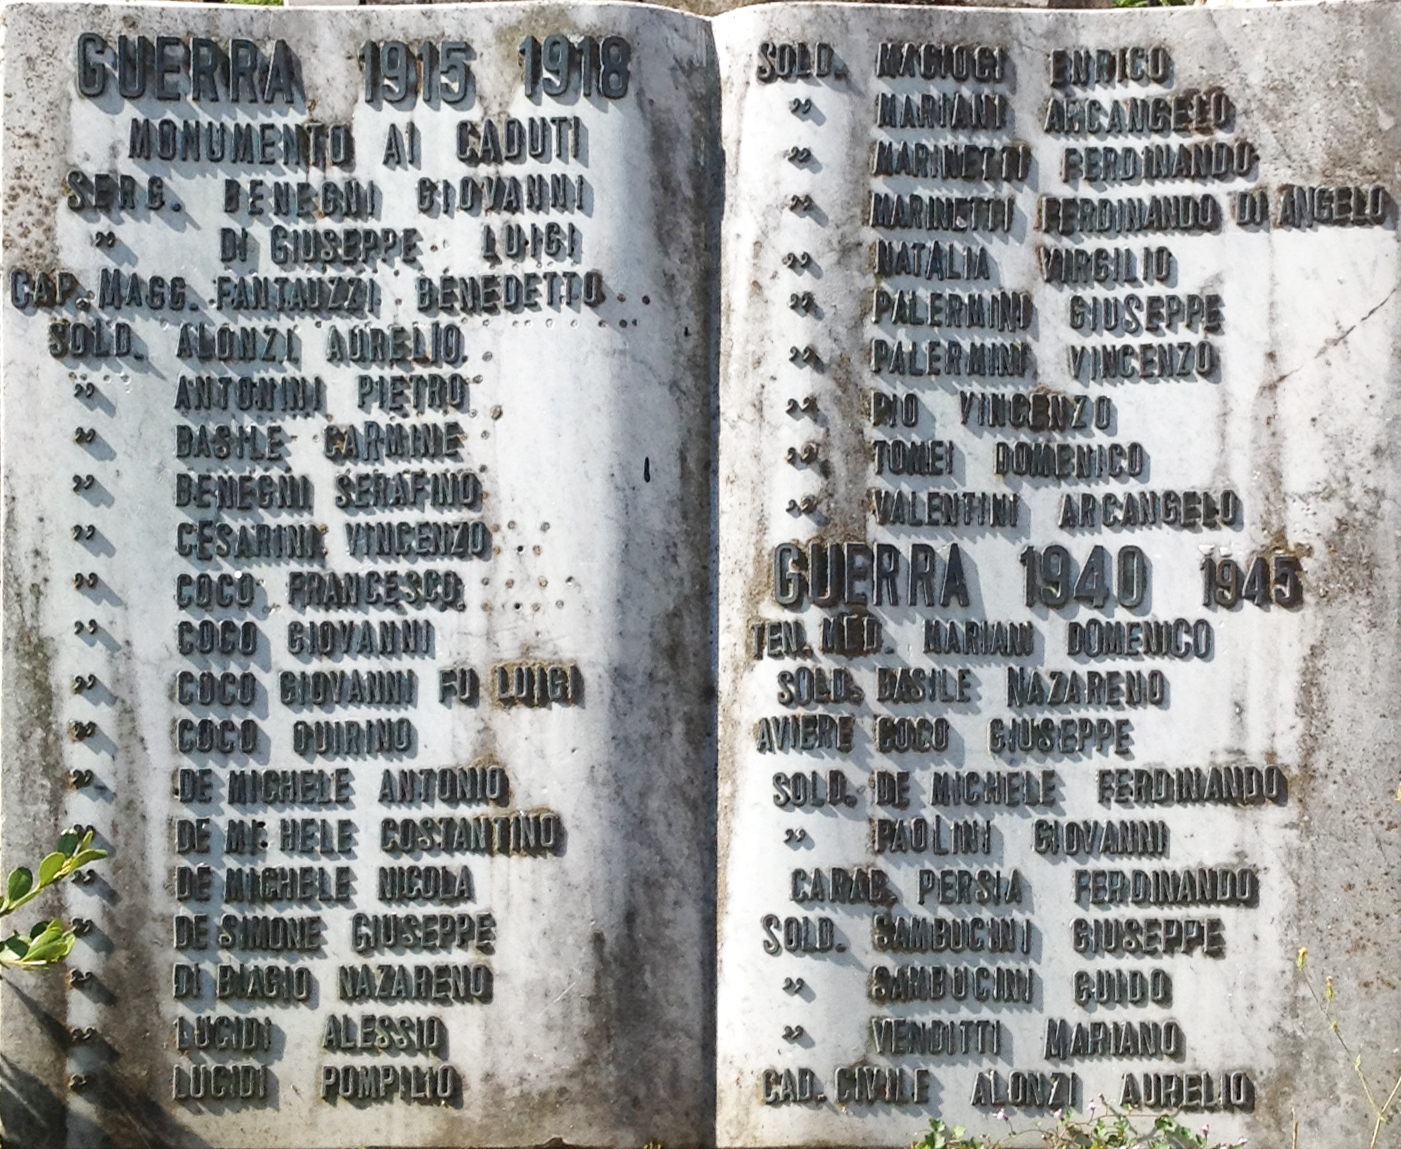 GUERRA 1915 1918
MONUMENTO AI CADUTI
SERG. BENEGNI GIOVANNI
" DI GIUSEPPE LUIGI
CAP. MAGG. FANTAUZZI BENEDETTO
SOLD. ALONZI AURELIO
" ANTONINI PIETRO
" BASILE CARMINE
" BENEGNI SERAFINO
" CESARINI VINCENZO
" COCO FRANCESCO
" COCO GIOVANNI
" COCO GIOVANNI FU LUIGI
" COCO QUIRINO
" DE MICHELE ANTONIO
" DE MICHELE COSTANTINO
" DE MICHELE NICOLA
" DE SIMONE GIUSEPPE
" DI BIAGIO NAZARENO
" LUCIDI ALESSIO
" LUCIDI POMPILIO
SOLD. MAGIOGI ENRICO
" MARIANI ARCANGELO
" MARINETTI FERDINANDO
" MARINETTI FERDINANDO DI ANGELO
" NATALIA VIRGILIO
" PALERMINI GIUSEPPE
" PALERMINI VINCENZO
" PIO VINCENZO
" TOMEI DOMENICO
" VALENTINI ARCANGELO
GUERRA 1940 1945
TEN. MED. MARIANI DOMENICO
SOLD. BASILE NAZARENO
AVIERE COCO GIUSEPPE
SOLD. DE MICHELE FERDINANDO
" PAOLINI GIOVANNI
CARAB. PERSIA FERDINANDO
SOLD. SAMBUCINI GIUSEPPE
" SAMBUCINI GUIDO
" VENDITTI MARIANO
CAD. CIVILE ALONZI AURELIO